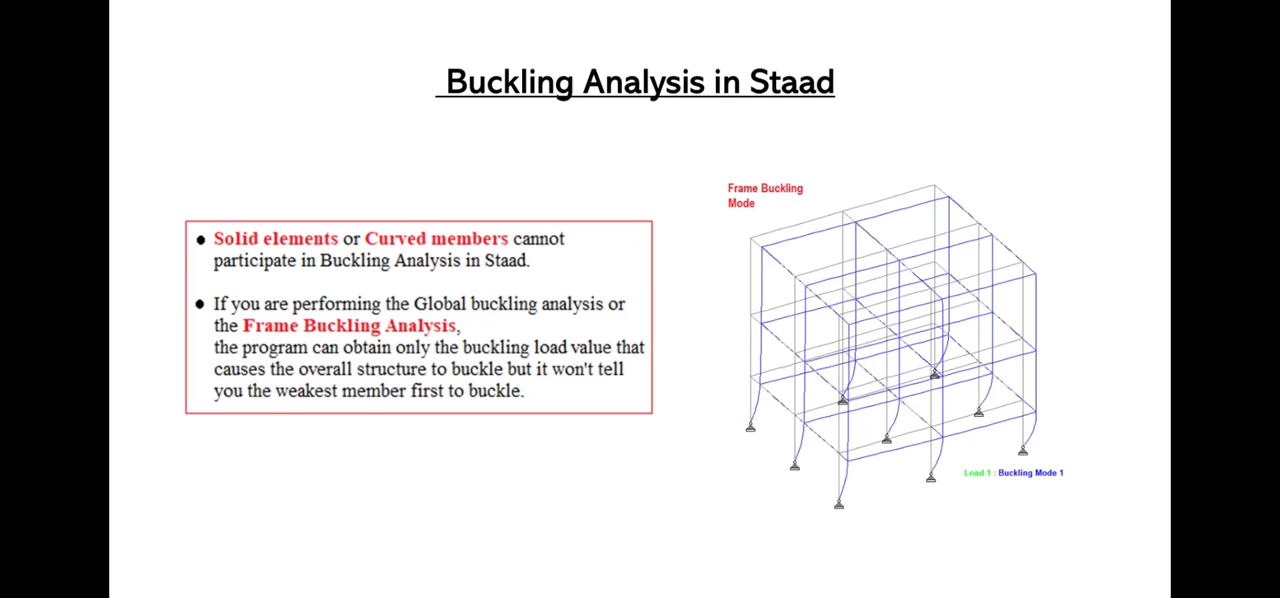 Buckling Analysis in Staad
● Solid elements or Curved members cannot
participate in Buckling Analysis in Staad.
● If you are performing the Global buckling analysis or
the Frame Buckling Analysis,
the program can obtain only the buckling load value that
causes the overall structure to buckle but it won't tell
you the weakest member first to buckle.
Frame Buckling
Mode
Load 1 : Buckling Mode 1